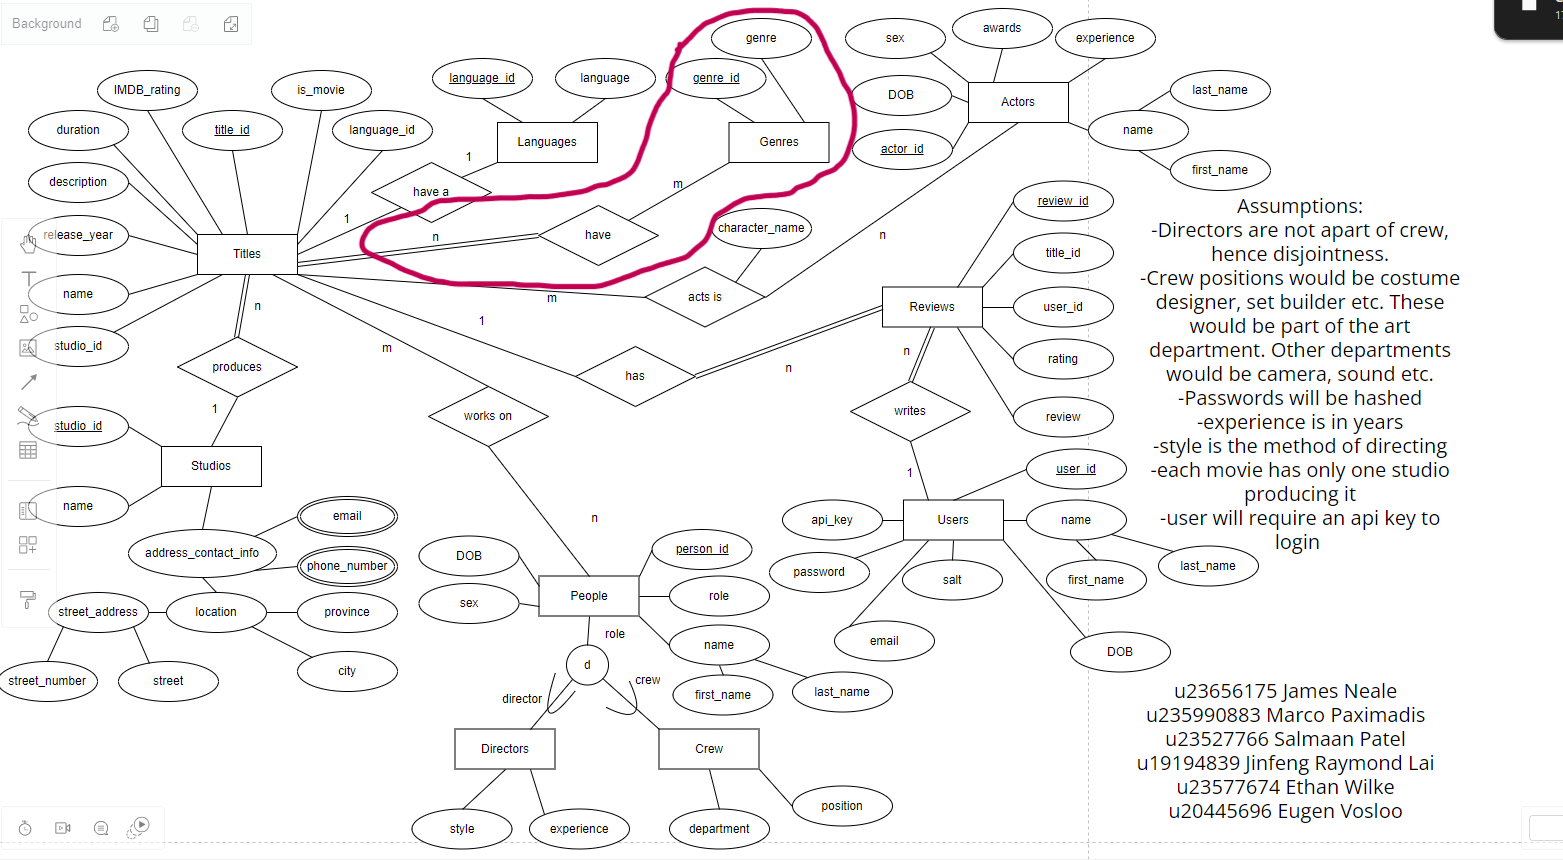 Background
genre
sex
awards
experience
IMDB_rating
is_movie
language_id
language
genre_id
DOB
Actors
last_name
duration
title_id
language_id
Languages
Genres
actor_id
name
1
first_name
description
have a
m
review_id
1
release_year
Titles
n
have
character_name
n
title_id
name
n
m
acts is
Reviews
user_id
1
studio_id
m
n
rating
produces
has
n
1
works on
writes
review
studio_id
Studios
1
user_id
name
email
n
api_key
Users
name
address_contact_info
phone_number
DOB
person_id
password
salt
first_name
last_name
street_address
location
province
sex
People
role
role
name
email
DOB
street_number
street
city
d
director
crew
first_name
last_name
Directors
Crew
style
experience
department
position
Assumptions:
-Directors are not apart of crew,
hence disjointness.
-Crew positions would be costume
designer, set builder etc. These
would be part of the art
department. Other departments
would be camera, sound etc.
-Passwords will be hashed
-experience is in years
-style is the method of directing
-each movie has only one studio
producing it
-user will require an api key to
login
u23656175 James Neale
u235990883 Marco Paximadis
u23527766 Salmaan Patel
u19194839 Jinfeng Raymond Lai
u23577674 Ethan Wilke
u20445696 Eugen Vosloo